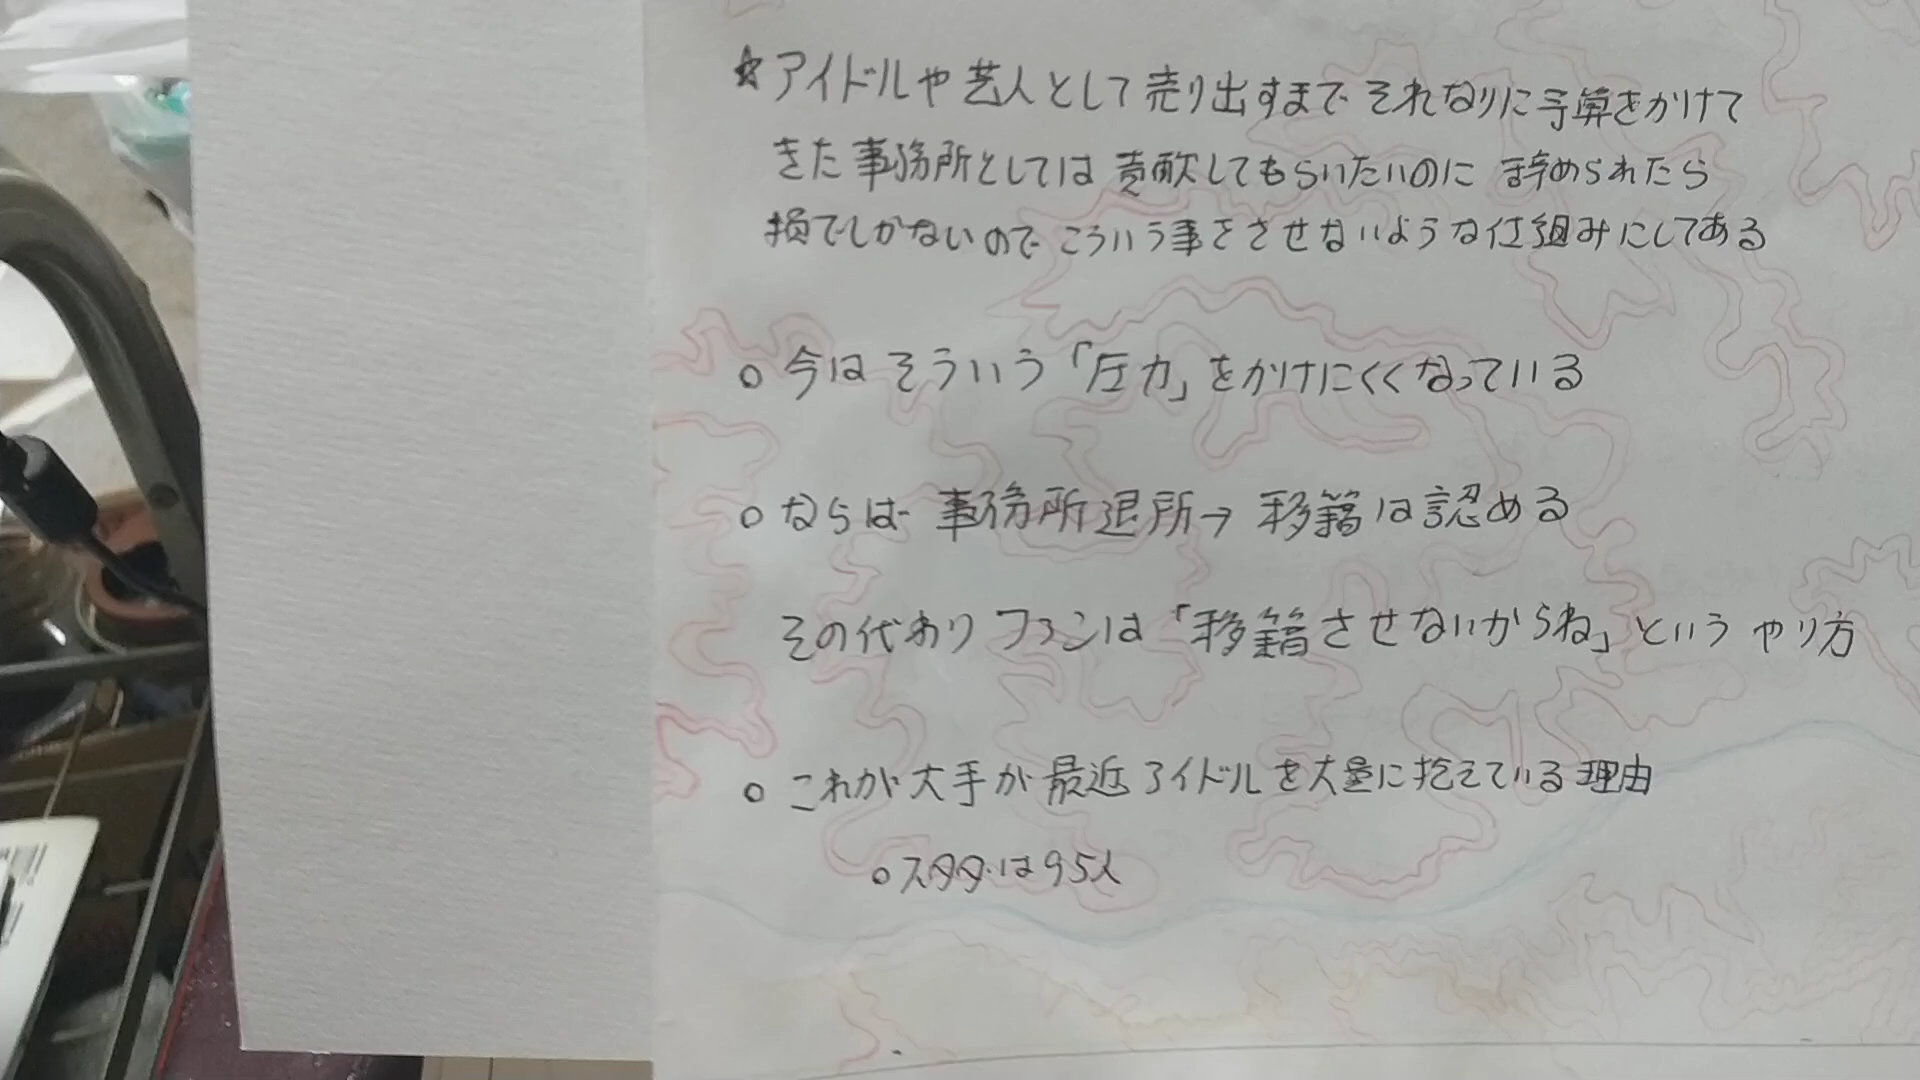 ☆アイドルや芸人として売り出すまでそれなりに予算をかけて
きた事務所としては貢献してもらいたいのに辞められたら
損でしかないのでこういう事をさせないような仕組みにしてある
○今はそういう「圧力」をかけにくくなっている
○ならば事務所退所→移籍は認める
その代わりファンは「移籍させないからね」というやり方
○これが大手が最近アイドルを大量に抱えている理由
○スタダは95人